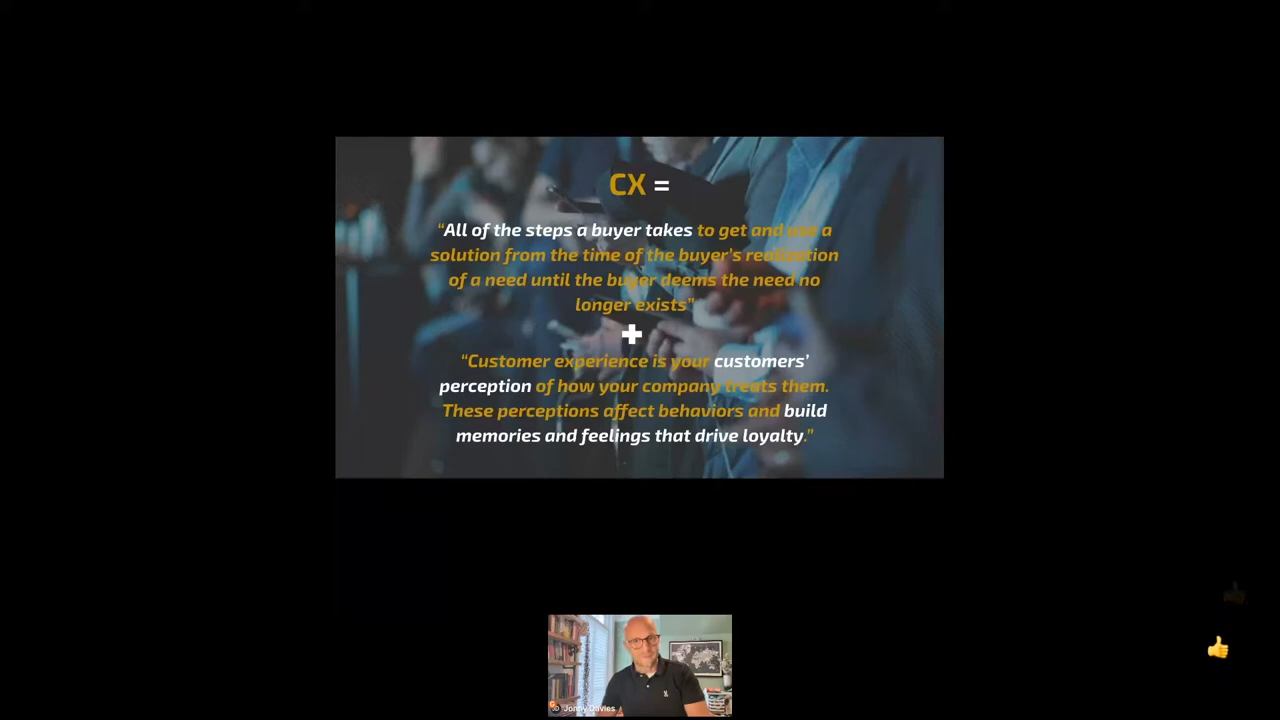 CX =
“All of the steps a buyer takes to get and use a
solution from the time of the buyer's realization
of a need until the buyer deems the need no
longer exists”
“Customer experience is your customers’
perception of how your company treats them.
These perceptions affect behaviors and build
memories and feelings that drive loyalty.”
Jonny Davies